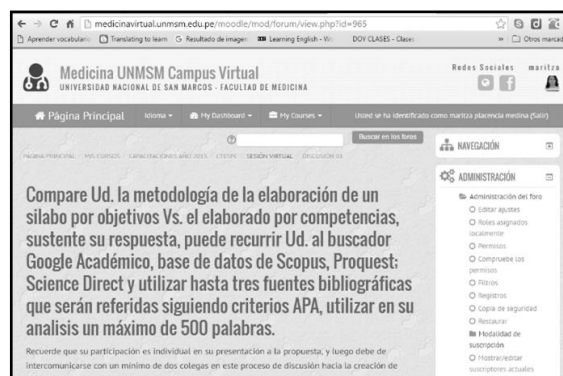 medicinavirtual.unmsm.edu.pe/moodle/mod/forum/view.php?id=965
Aprender vocabulario Translating to learn Resultado de imagen Learning English - DOY CLASES - Clases » Otros marcad
Medicina UNMSM Campus Virtual
UNIVERSIDAD NACIONAL DE SAN MARCOS - FACULTAD DE MEDICINA
Redes Sociales maritza
Página Principal Idioma My Dashboard My Courses Usted se ha identificado como maritza placencia medina (Salir)
Buscar en los foros
PÁGINA PRINCIPAL MIS CURSOS CAPACITACIONES AÑO 2015 CTESPE SESIÓN VIRTUAL DISCUSIÓN 03
Compare Ud. la metodología de la elaboración de un
silabo por objetivos Vs. el elaborado por competencias,
sustente su respuesta, puede recurrir Ud. al buscador
Google Académico, base de datos de Scopus, Proquest;
Science Direct y utilizar hasta tres fuentes bibliográficas
que serán referidas siguiendo criterios APA, utilizar en su
analisis un máximo de 500 palabras.
Recuerde que su participación es individual en su presentación a la propuesta, y luego debe de
intercomunicarse con un mínimo de dos colegas en este proceso de discusión hacia la creación de
NAVEGACIÓN
ADMINISTRACIÓN
Administración del foro
Editar ajustes
Roles asignados
localmente
Permisos
Compruebe los
permisos
Filtros
Registros
Copia de seguridad
Restaurar
Modalidad de
suscripción
Mostrar/editar
suscriptores actuales